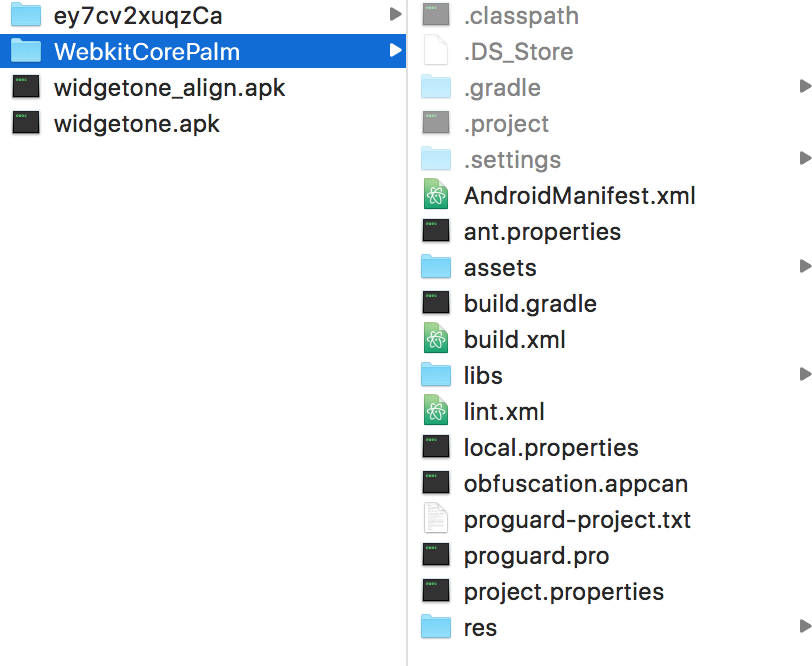 ey7cv2xuqzCa
WebkitCorePalm
widgetone_align.apk
widgetone.apk
.classpath
.DS_Store
.gradle
.project
.settings
AndroidManifest.xml
ant.properties
assets
build.gradle
build.xml
libs
lint.xml
local.properties
obfuscation.appcan
proguard-project.txt
proguard.pro
project.properties
res